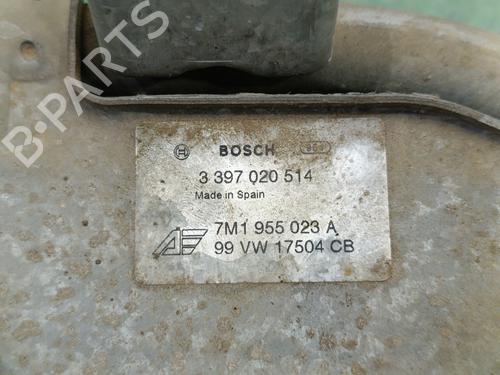 B-PARTS
BOSCH
3 397 020 514
Made in Spain
7M1 955 023 A
99 VW 17504 CB